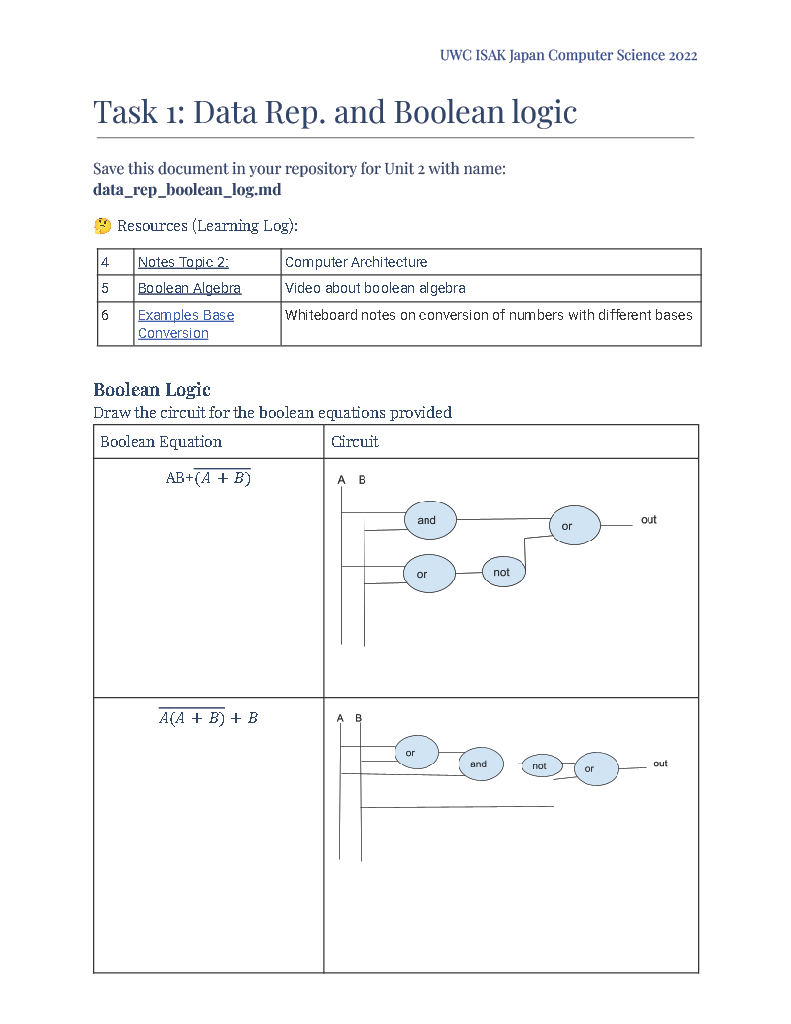 UWC ISAK Japan Computer Science 2022
Task 1: Data Rep. and Boolean logic
Save this document in your repository for Unit 2 with name:
data_rep_boolean_log.md
🤔 Resources (Learning Log):
4 Notes Topic 2: Computer Architecture
5 Boolean Algebra Video about boolean algebra
6 Examples Base Whiteboard notes on conversion of numbers with different bases
Conversion
Boolean Logic
Draw the circuit for the boolean equations provided
Boolean Equation Circuit
AB+(A + B)‾
A B
and
or
out
or
not
A(A + B)‾ + B
A B
or
and
not
or
out